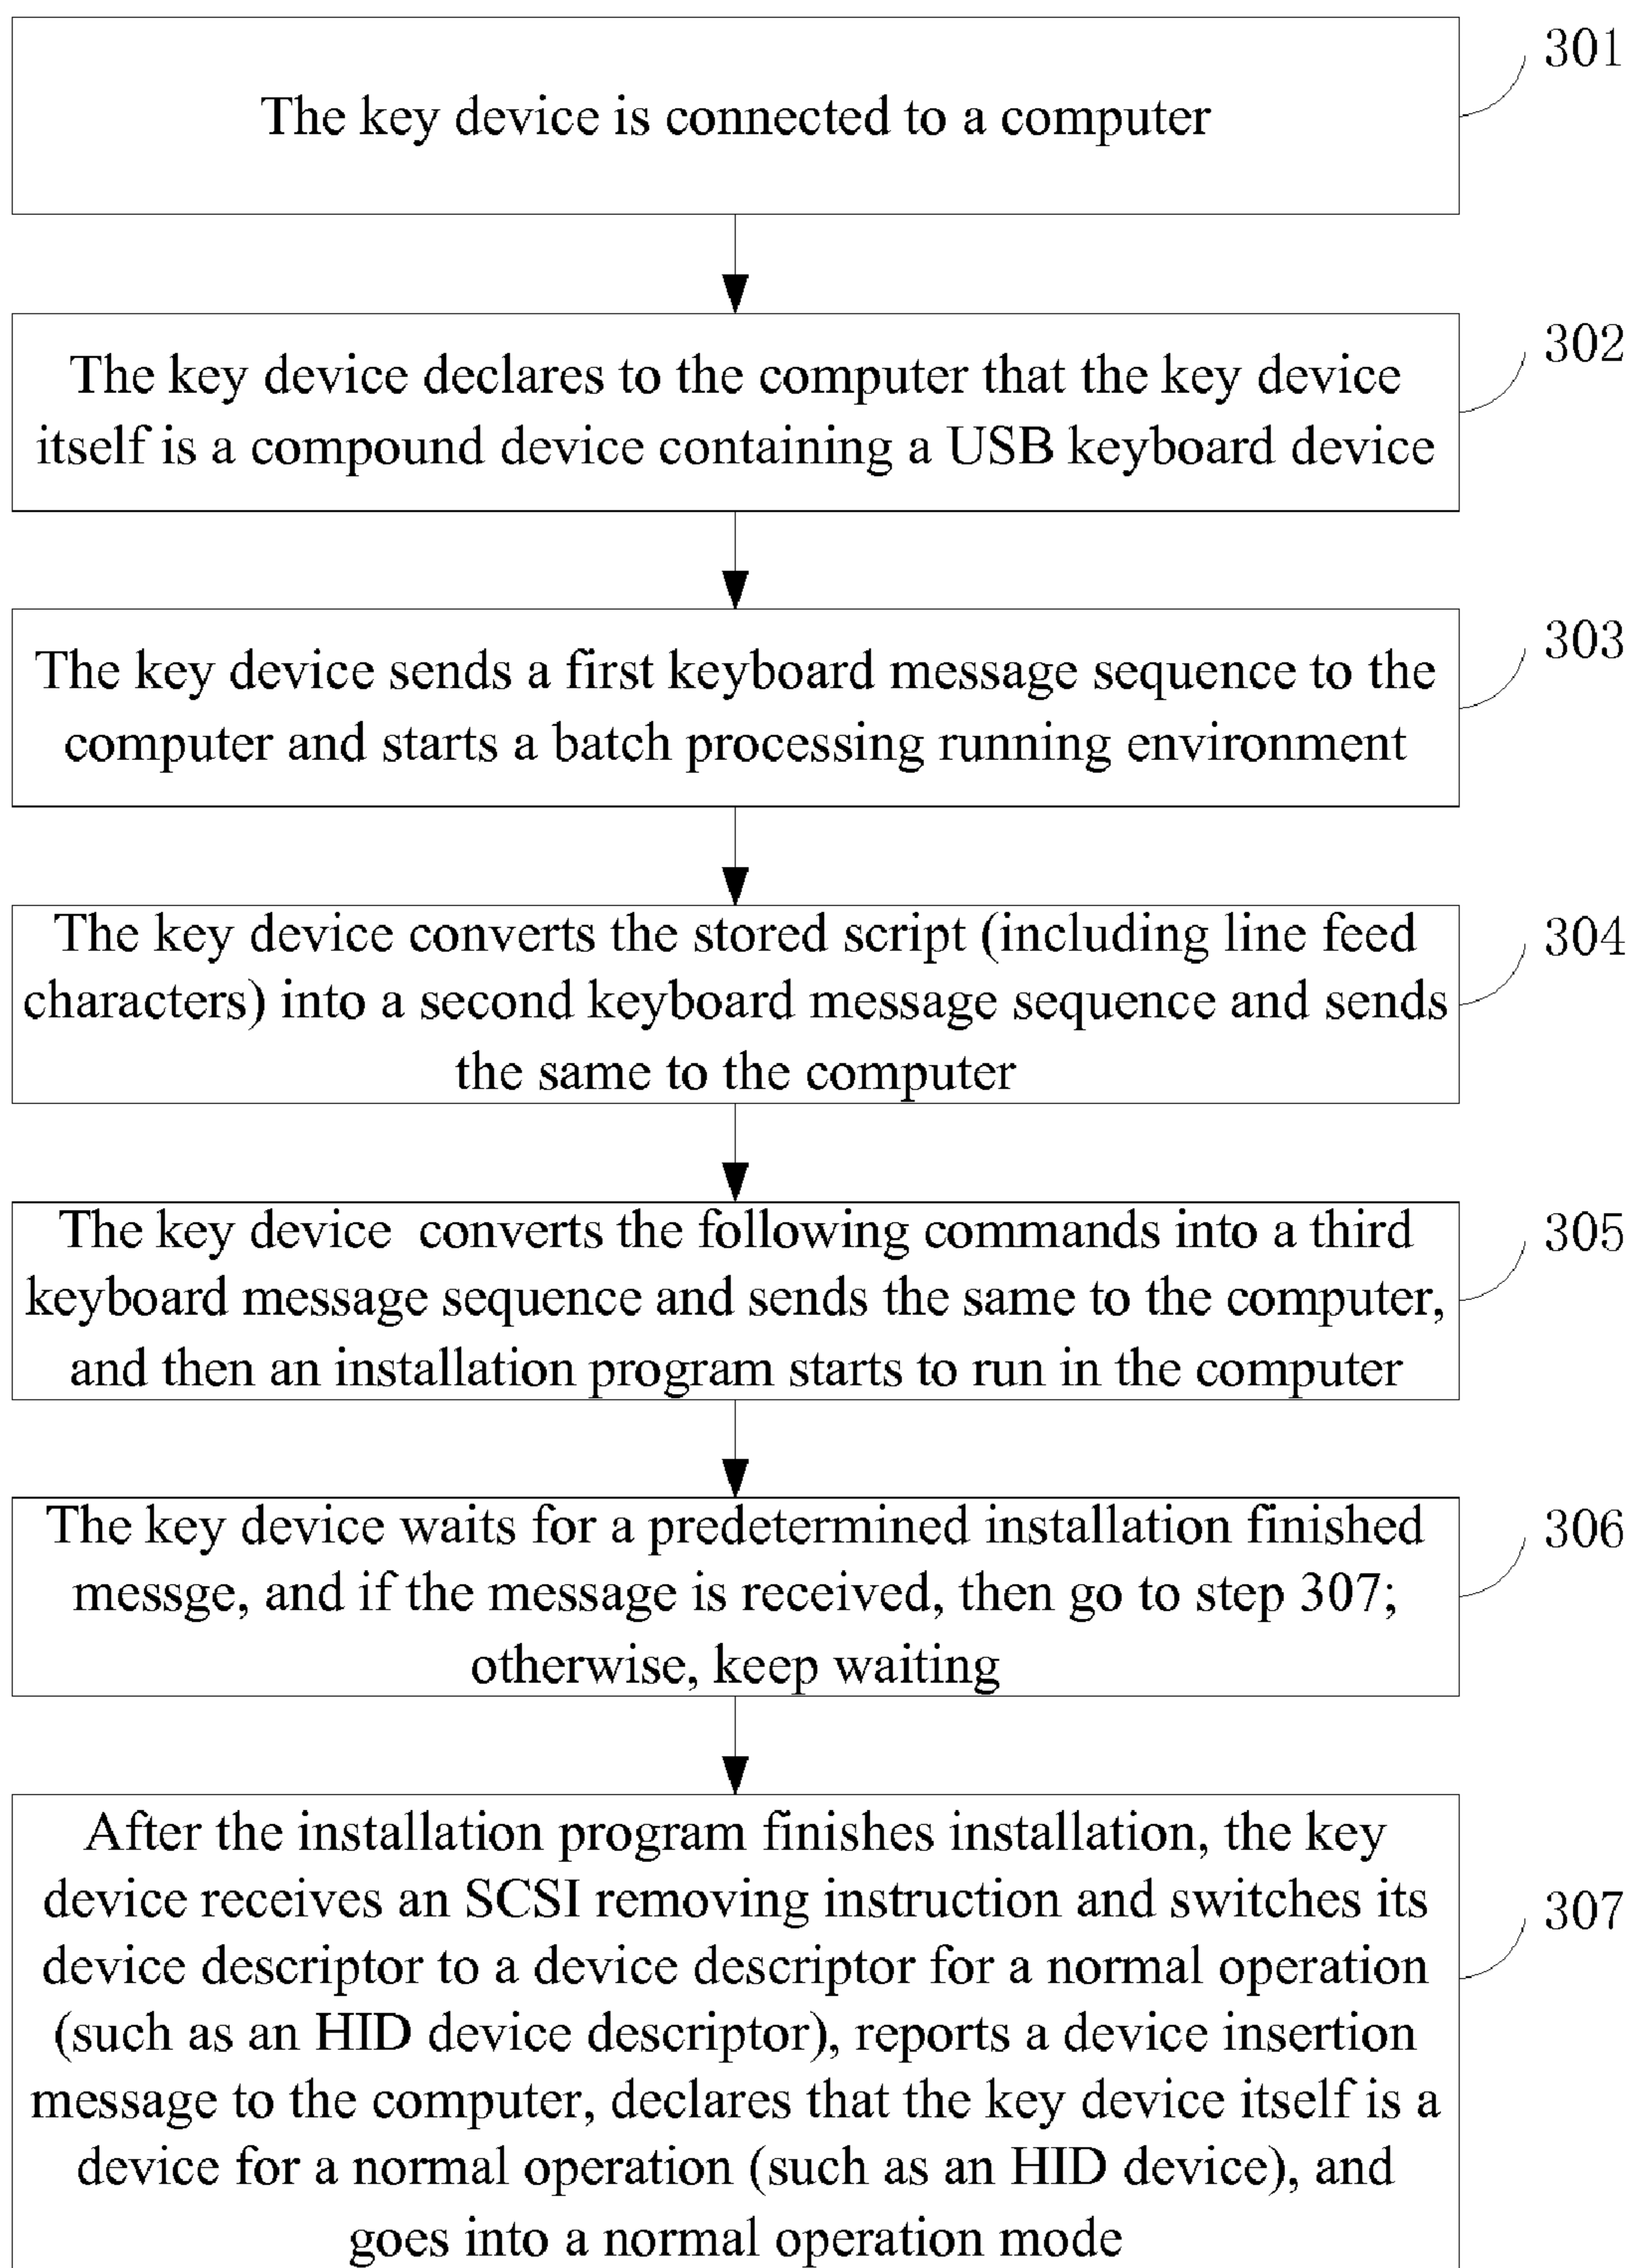 301
The key device is connected to a computer
302
The key device declares to the computer that the key device
itself is a compound device containing a USB keyboard device
303
The key device sends a first keyboard message sequence to the
computer and starts a batch processing running environment
304
The key device converts the stored script (including line feed
characters) into a second keyboard message sequence and sends
the same to the computer
305
The key device converts the following commands into a third
keyboard message sequence and sends the same to the computer,
and then an installation program starts to run in the computer
306
The key device waits for a predetermined installation finished
messge, and if the message is received, then go to step 307;
otherwise, keep waiting
307
After the installation program finishes installation, the key
device receives an SCSI removing instruction and switches its
device descriptor to a device descriptor for a normal operation
(such as an HID device descriptor), reports a device insertion
message to the computer, declares that the key device itself is a
device for a normal operation (such as an HID device), and
goes into a normal operation mode